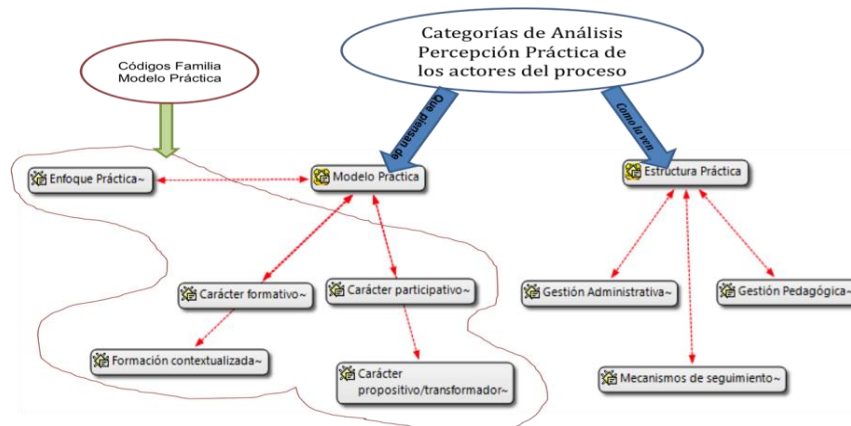 Categorías de Análisis
Percepción Práctica de
los actores del proceso
Códigos Familia
Modelo Práctica
Que piensan de
Como la ven
Enfoque Práctica~
Modelo Práctica
Estructura Práctica
Carácter formativo~
Carácter participativo~
Gestión Administrativa~
Gestión Pedagógica~
Formación contextualizada~
Carácter
propositivo/transformador~
Mecanismos de seguimiento~